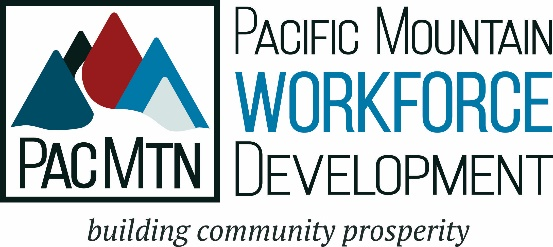 PACMTN
PACIFIC MOUNTAIN
WORKFORCE
DEVELOPMENT
building community prosperity